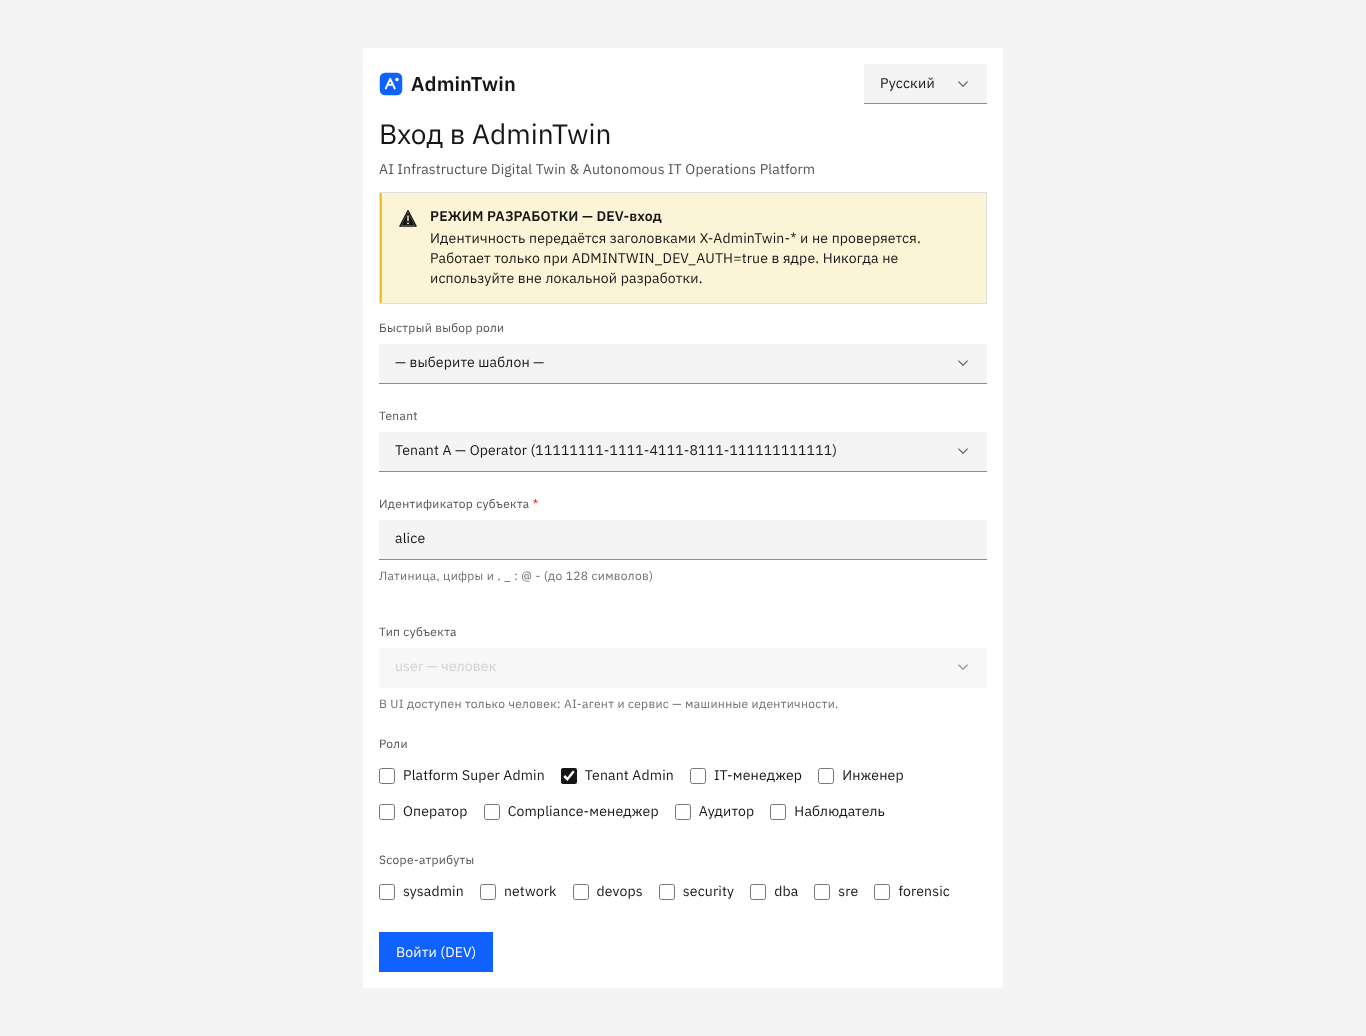 AdminTwin
Русский
Вход в AdminTwin
AI Infrastructure Digital Twin & Autonomous IT Operations Platform
РЕЖИМ РАЗРАБОТКИ — DEV-вход
Идентичность передаётся заголовками X-AdminTwin-* и не проверяется.
Работает только при ADMINTWIN_DEV_AUTH=true в ядре. Никогда не
используйте вне локальной разработки.
Быстрый выбор роли
— выберите шаблон —
Tenant
Tenant A — Operator (11111111-1111-4111-8111-111111111111)
Идентификатор субъекта *
alice
Латиница, цифры и . _ : @ - (до 128 символов)
Тип субъекта
user — человек
В UI доступен только человек: AI-агент и сервис — машинные идентичности.
Роли
Platform Super Admin Tenant Admin IT-менеджер Инженер
Оператор Compliance-менеджер Аудитор Наблюдатель
Scope-атрибуты
sysadmin network devops security dba sre forensic
Войти (DEV)